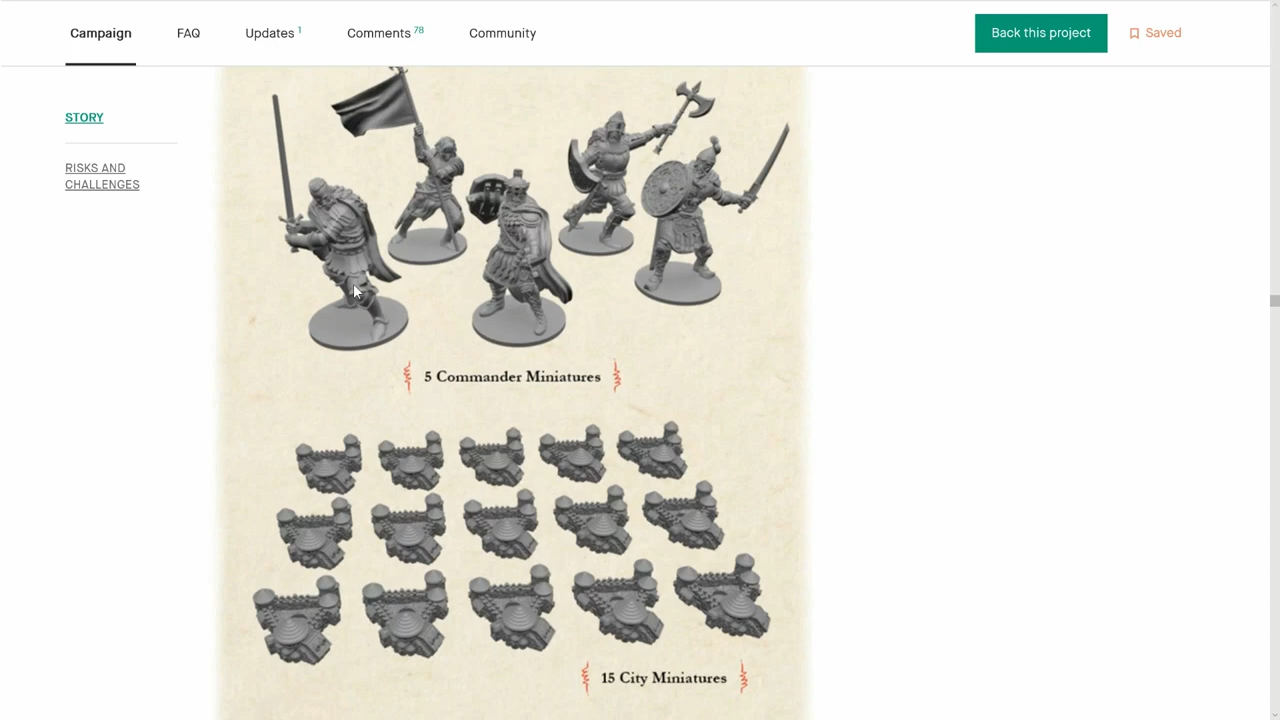 Campaign
FAQ
Updates 1
Comments 78
Community
Back this project
Saved
STORY
RISKS AND
CHALLENGES
5 Commander Miniatures
15 City Miniatures